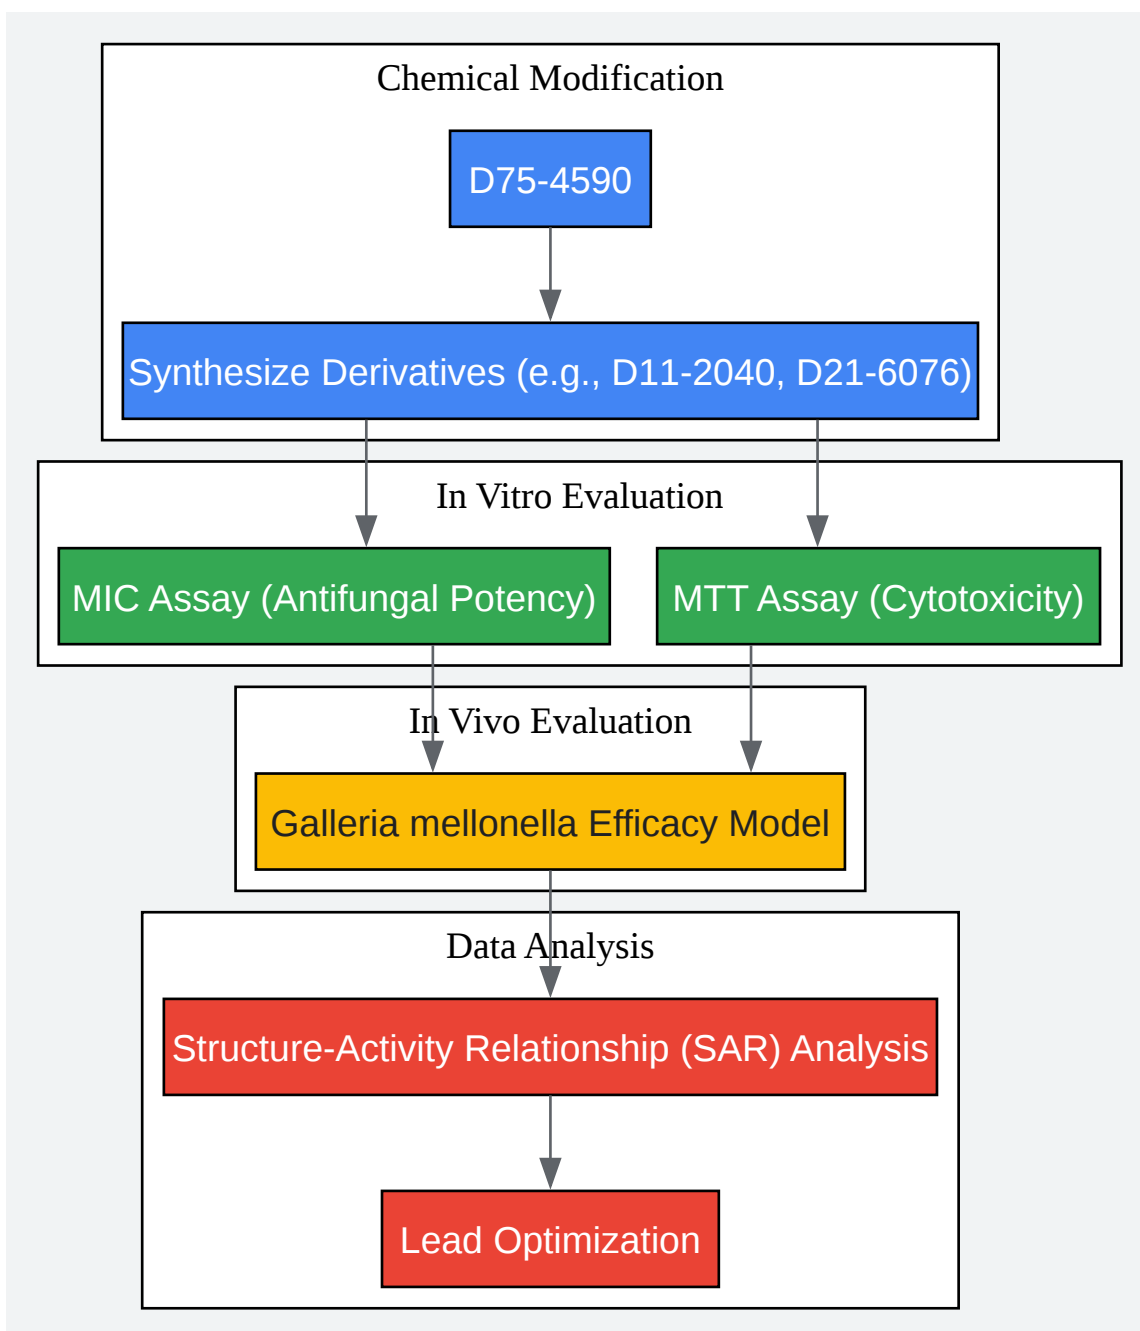 Chemical Modification
D75-4590
Synthesize Derivatives (e.g., D11-2040, D21-6076)
In Vitro Evaluation
MIC Assay (Antifungal Potency)
MTT Assay (Cytotoxicity)
In Vivo Evaluation
Galleria mellonella Efficacy Model
Data Analysis
Structure-Activity Relationship (SAR) Analysis
Lead Optimization